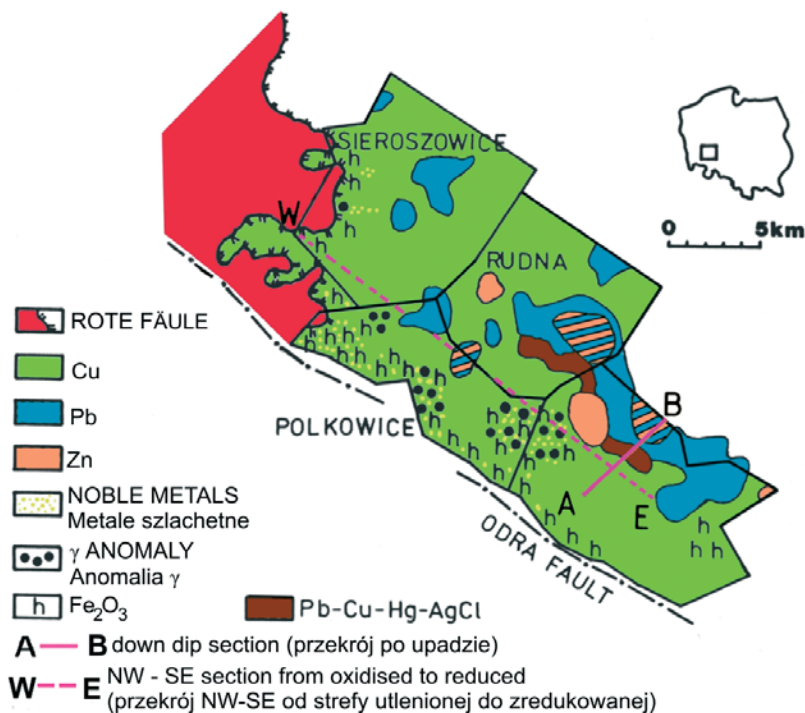 SIEROSZOWICE
h
h
h
W
h
h
0 5km
RUDNA
h
ROTE FÄULE
Cu
Pb
Zn
NOBLE METALS
Metale szlachetne
γ ANOMALY
Anomalia γ
h Fe2O3
POLKOWICE
B
A
E
ODRA FAULT
h
h h
h h h
Pb-Cu-Hg-AgCl
A B down dip section (przekrój po upadzie)
W E NW - SE section from oxidised to reduced
(przekrój NW-SE od strefy utlenionej do zredukowanej)